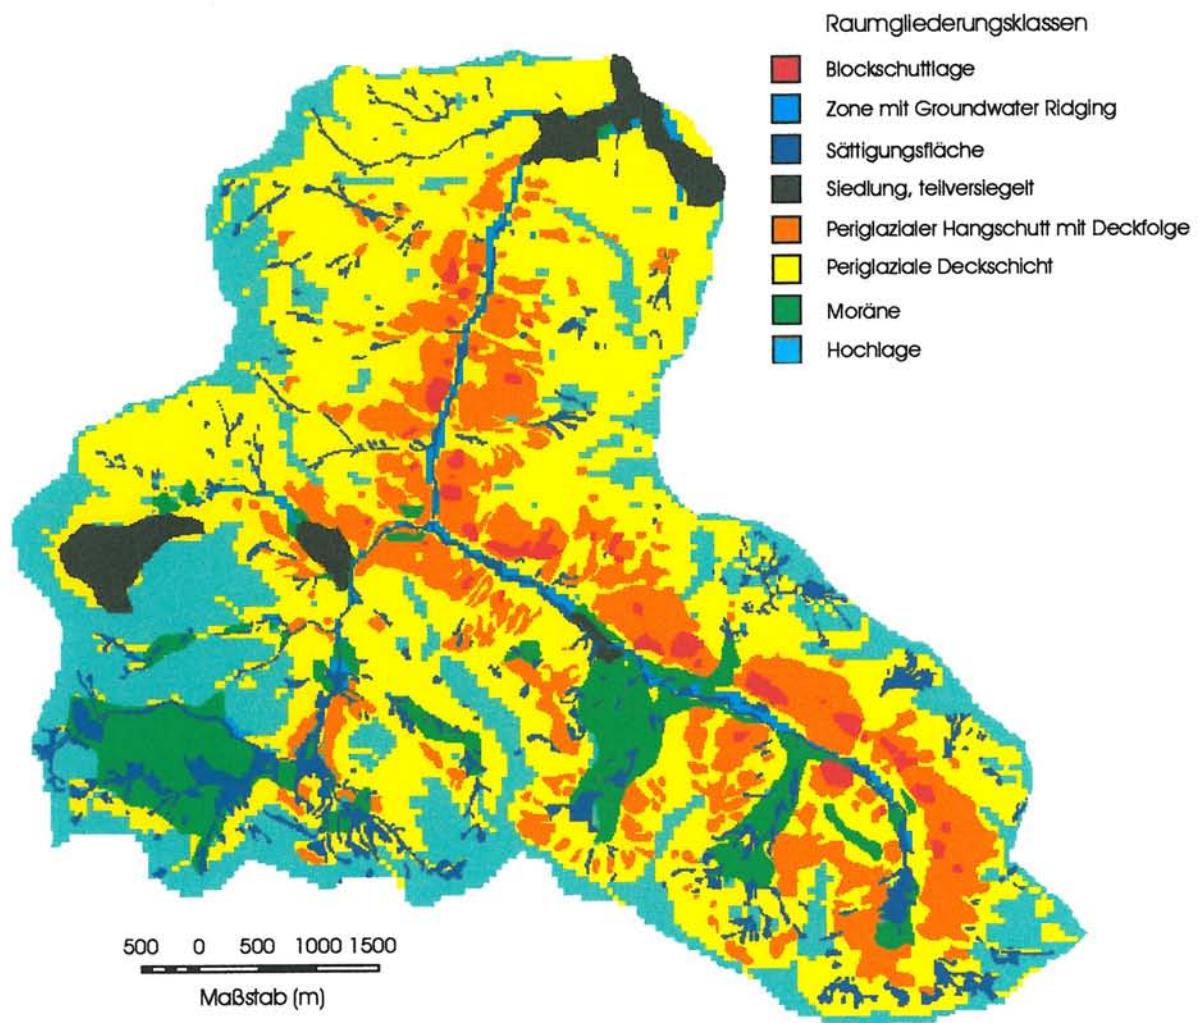 Raumgliederungsklassen
Blockschuttlage
Zone mit Groundwater Ridging
Sättigungsfläche
Siedlung, teilversiegelt
Periglazialer Hangschutt mit Deckfolge
Periglaziale Deckschicht
Moräne
Hochlage
500 0 500 1000 1500
Maßstab (m)